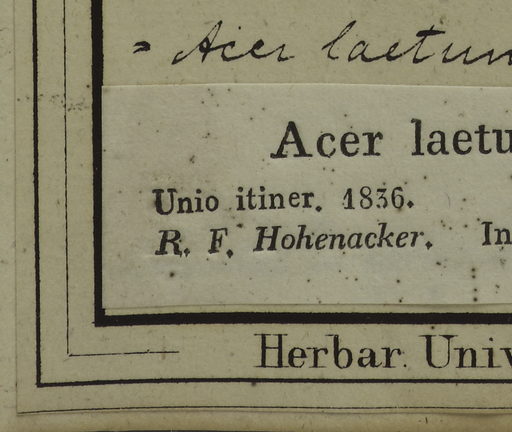 = Acer laetum
Acer laetu
Unio itiner. 1836.
R. F. Hohenacker. In
Herbar. Univ